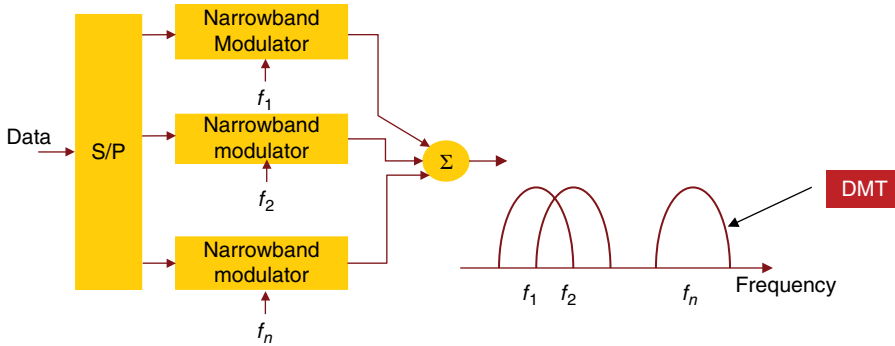 Narrowband
Modulator
f1
Data
S/P
Narrowband
modulator
f2
Σ
DMT
Narrowband
modulator
fn
f1 f2 fn Frequency